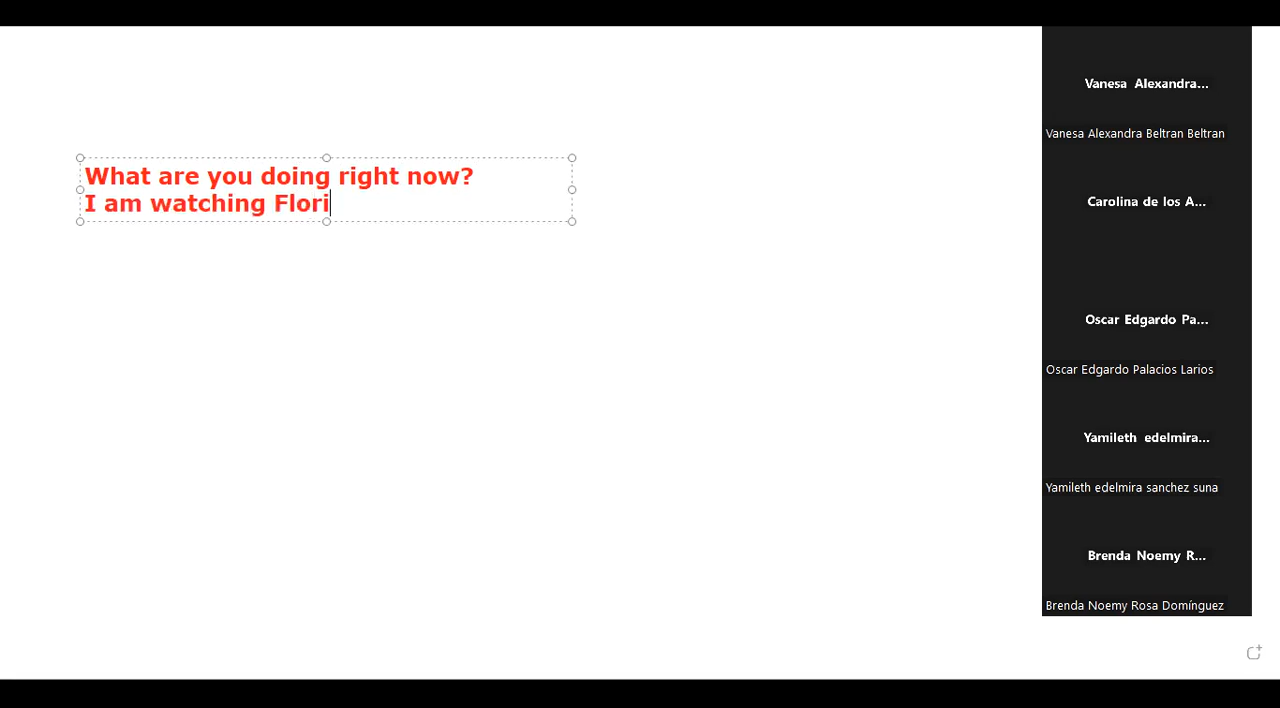 What are you doing right now?
I am watching Flori
Vanesa Alexandra...
Vanesa Alexandra Beltran Beltran
Carolina de los A...
Oscar Edgardo Pa...
Oscar Edgardo Palacios Larios
Yamileth edelmira...
Yamileth edelmira sanchez suna
Brenda Noemy R...
Brenda Noemy Rosa Domínguez